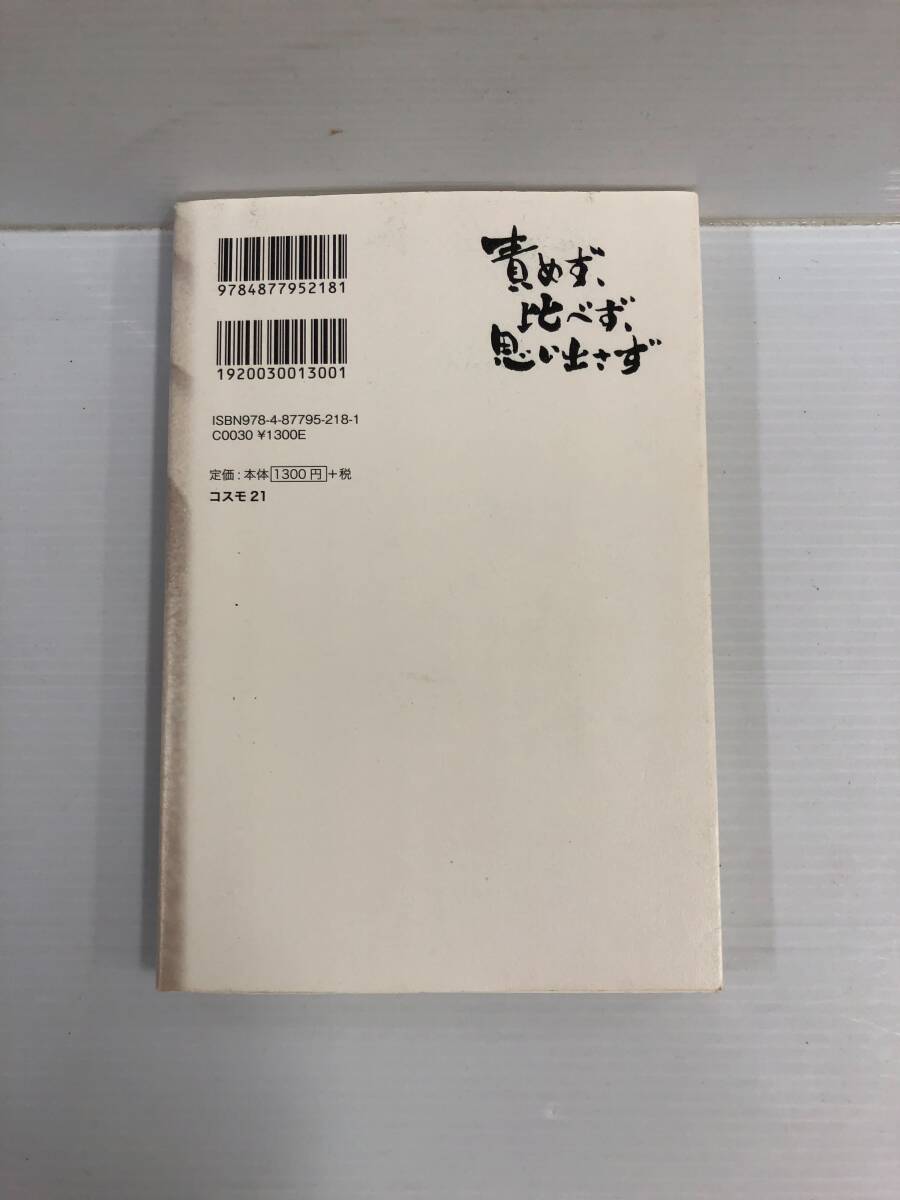 責めず、
比べず、
思い出さず
9784877952181
1920030013001
ISBN978-4-87795-218-1
C0030 ¥1300E
定価:本体1300円+税
コスモ21